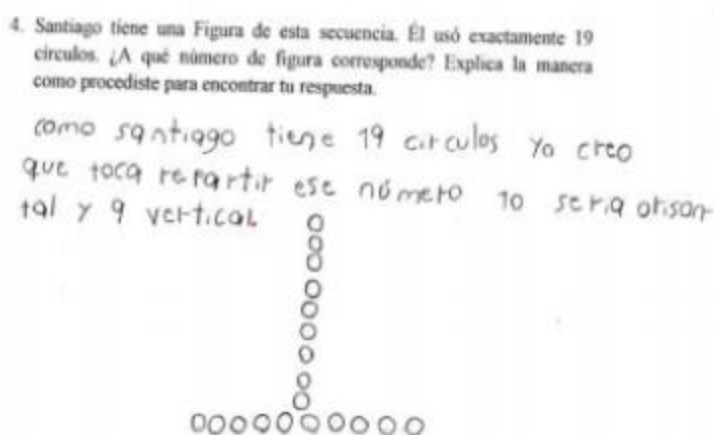 4. Santiago tiene una Figura de esta secuencia. Él usó exactamente 19
círculos. ¿A qué número de figura corresponde? Explica la manera
como procediste para encontrar tu respuesta.
como santiago tiene 19 circulos yo creo
que toca repartir ese número 10 seria orison
tal y 9 vertical